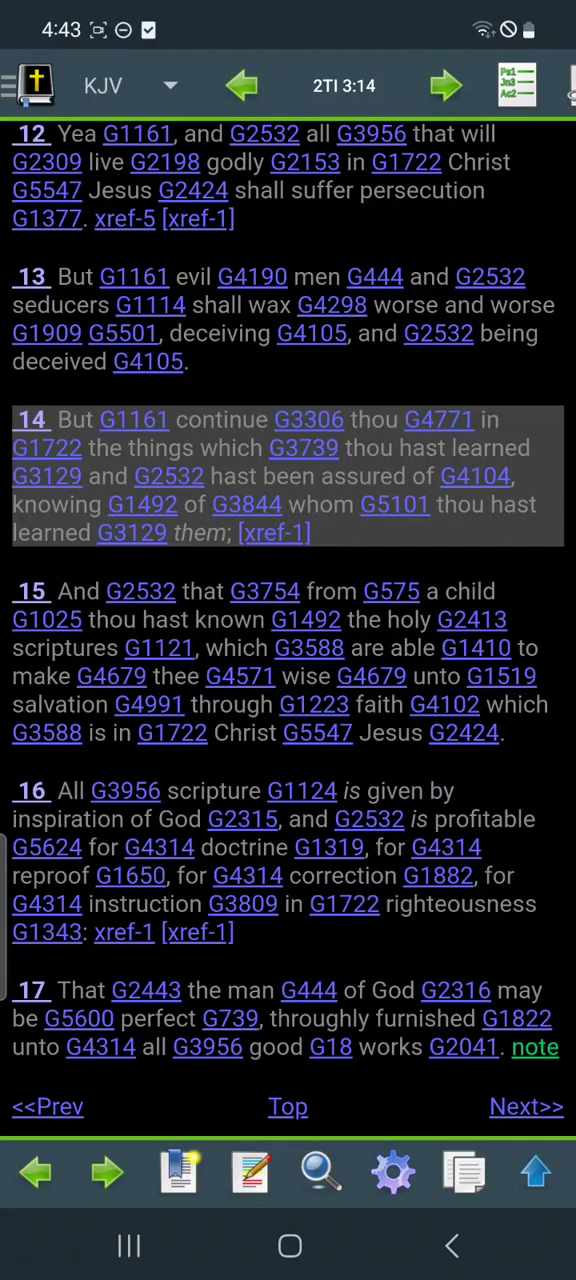 4:43
KJV
2TI 3:14
Ps1
Jn3
Ac2
12 Yea G1161, and G2532 all G3956 that will
G2309 live G2198 godly G2153 in G1722 Christ
G5547 Jesus G2424 shall suffer persecution
G1377. xref-5 [xref-1]
13 But G1161 evil G4190 men G444 and G2532
seducers G1114 shall wax G4298 worse and worse
G1909 G5501, deceiving G4105, and G2532 being
deceived G4105.
14 But G1161 continue G3306 thou G4771 in
G1722 the things which G3739 thou hast learned
G3129 and G2532 hast been assured of G4104,
knowing G1492 of G3844 whom G5101 thou hast
learned G3129 them; [xref-1]
15 And G2532 that G3754 from G575 a child
G1025 thou hast known G1492 the holy G2413
scriptures G1121, which G3588 are able G1410 to
make G4679 thee G4571 wise G4679 unto G1519
salvation G4991 through G1223 faith G4102 which
G3588 is in G1722 Christ G5547 Jesus G2424.
16 All G3956 scripture G1124 is given by
inspiration of God G2315, and G2532 is profitable
G5624 for G4314 doctrine G1319, for G4314
reproof G1650, for G4314 correction G1882, for
G4314 instruction G3809 in G1722 righteousness
G1343: xref-1 [xref-1]
17 That G2443 the man G444 of God G2316 may
be G5600 perfect G739, throughly furnished G1822
unto G4314 all G3956 good G18 works G2041. note
<<Prev Top Next>>